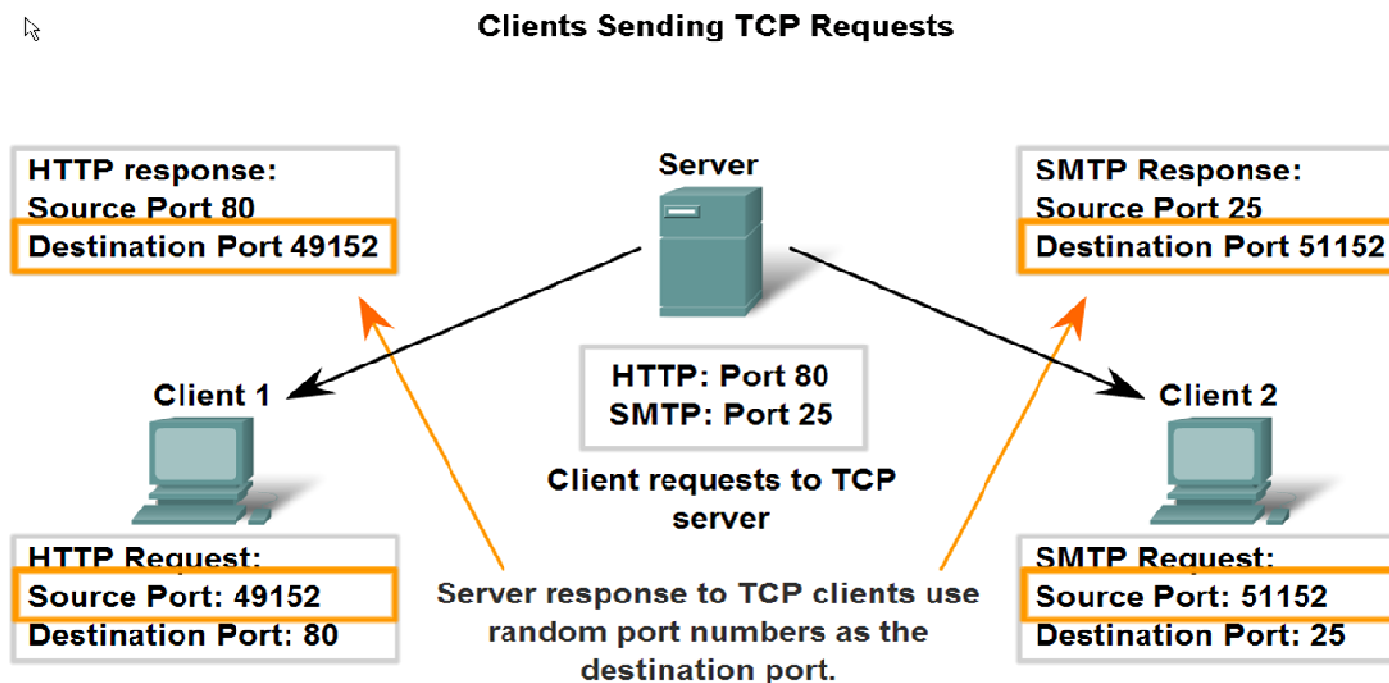 Clients Sending TCP Requests
HTTP response:
Source Port 80
Destination Port 49152
Server
SMTP Response:
Source Port 25
Destination Port 51152
HTTP: Port 80
SMTP: Port 25
Client 1
Client 2
Client requests to TCP
server
HTTP Request:
Source Port: 49152
Destination Port: 80
Server response to TCP clients use
random port numbers as the
destination port.
SMTP Request:
Source Port: 51152
Destination Port: 25